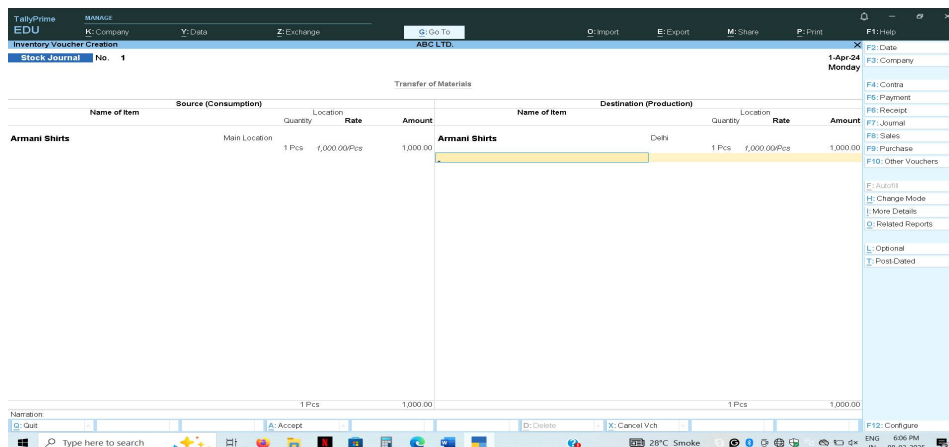 TallyPrime MANAGE
EDU K: Company Y: Data Z: Exchange G: Go To O: Import E: Export M: Share P: Print F1: Help
Inventory Voucher Creation ABC LTD. F2: Date
Stock Journal No. 1 1-Apr-24 F3: Company
Monday
Transfer of Materials F4: Contra
F5: Payment
Source (Consumption) Destination (Production)
Name of Item Location Name of Item Location F6: Receipt
Quantity Rate Amount Quantity Rate Amount F7: Journal
Armani Shirts Main Location Armani Shirts Delhi F8: Sales
1 Pcs 1,000.00/Pcs 1,000.00 1 Pcs 1,000.00/Pcs 1,000.00 F9: Purchase
F10: Other Vouchers
F: Autofill
H: Change Mode
I: More Details
O: Related Reports
L: Optional
T: Post-Dated
1 Pcs 1,000.00 1 Pcs 1,000.00
Narration:
Q: Quit A: Accept D: Delete X: Cancel Vch F12: Configure
Type here to search 28°C Smoke ENG 6:06 PM
IN